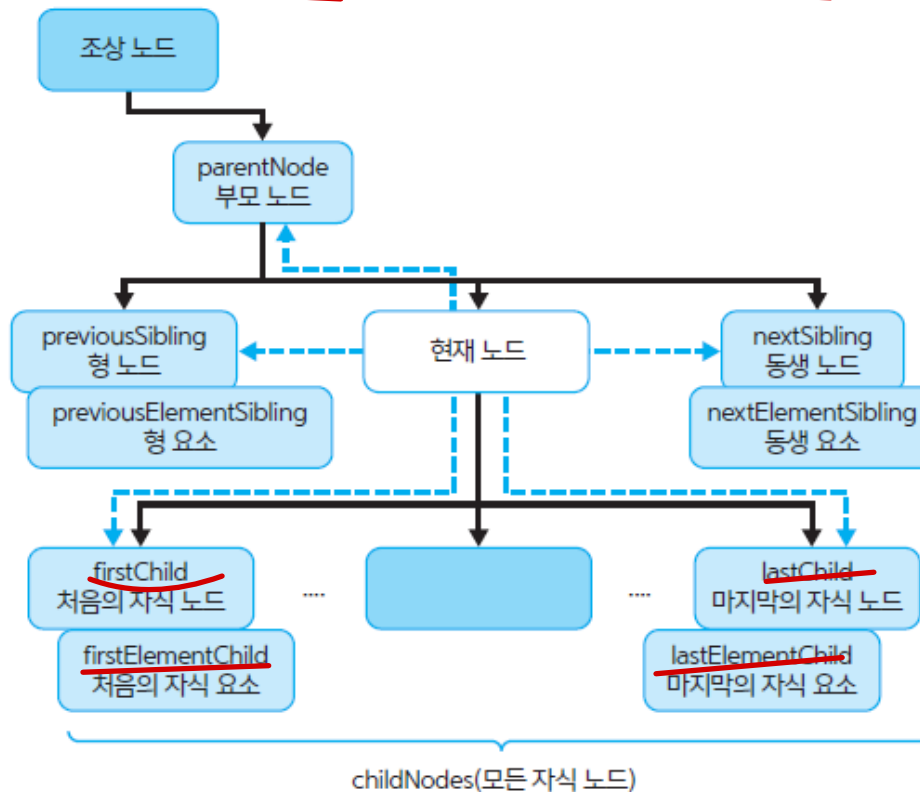 조상 노드
parentNode
부모 노드
previousSibling
형 노드
previousElementSibling
형 요소
현재 노드
nextSibling
동생 노드
nextElementSibling
동생 요소
firstChild
처음의 자식 노드
firstElementChild
처음의 자식 요소
....
....
lastChild
마지막의 자식 노드
lastElementChild
마지막의 자식 요소
childNodes(모든 자식 노드)